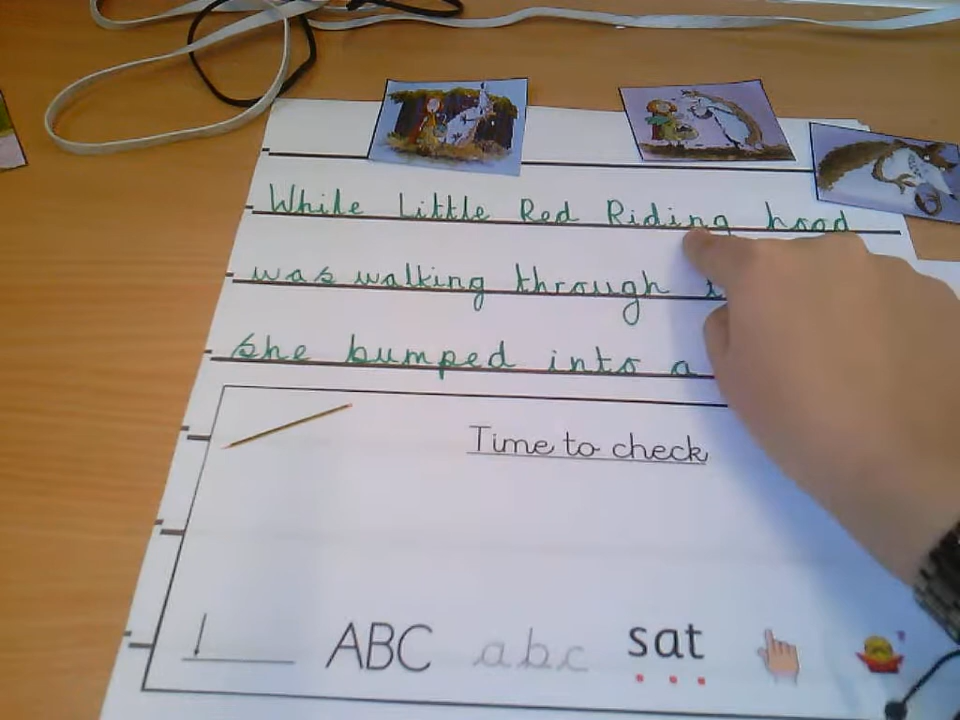 While Little Red Riding hood
was walking through
she bumped into a
Time to check
ABC abc sat